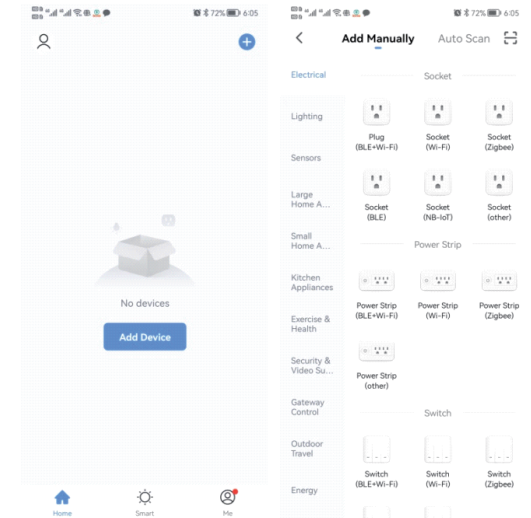 72% 6:05
No devices
Add Device
Home
Smart
Me
72% 6:05
Add Manually
Auto Scan
Electrical
Lighting
Sensors
Large
Home A...
Small
Home A...
Kitchen
Appliances
Exercise &
Health
Security &
Video Su...
Gateway
Control
Outdoor
Travel
Energy
Socket
Plug
(BLE+Wi-Fi)
Socket
(Wi-Fi)
Socket
(Zigbee)
Socket
(BLE)
Socket
(NB-IoT)
Socket
(other)
Power Strip
Power Strip
(BLE+Wi-Fi)
Power Strip
(Wi-Fi)
Power Strip
(Zigbee)
Power Strip
(other)
Switch
Switch
(BLE+Wi-Fi)
Switch
(Wi-Fi)
Switch
(Zigbee)